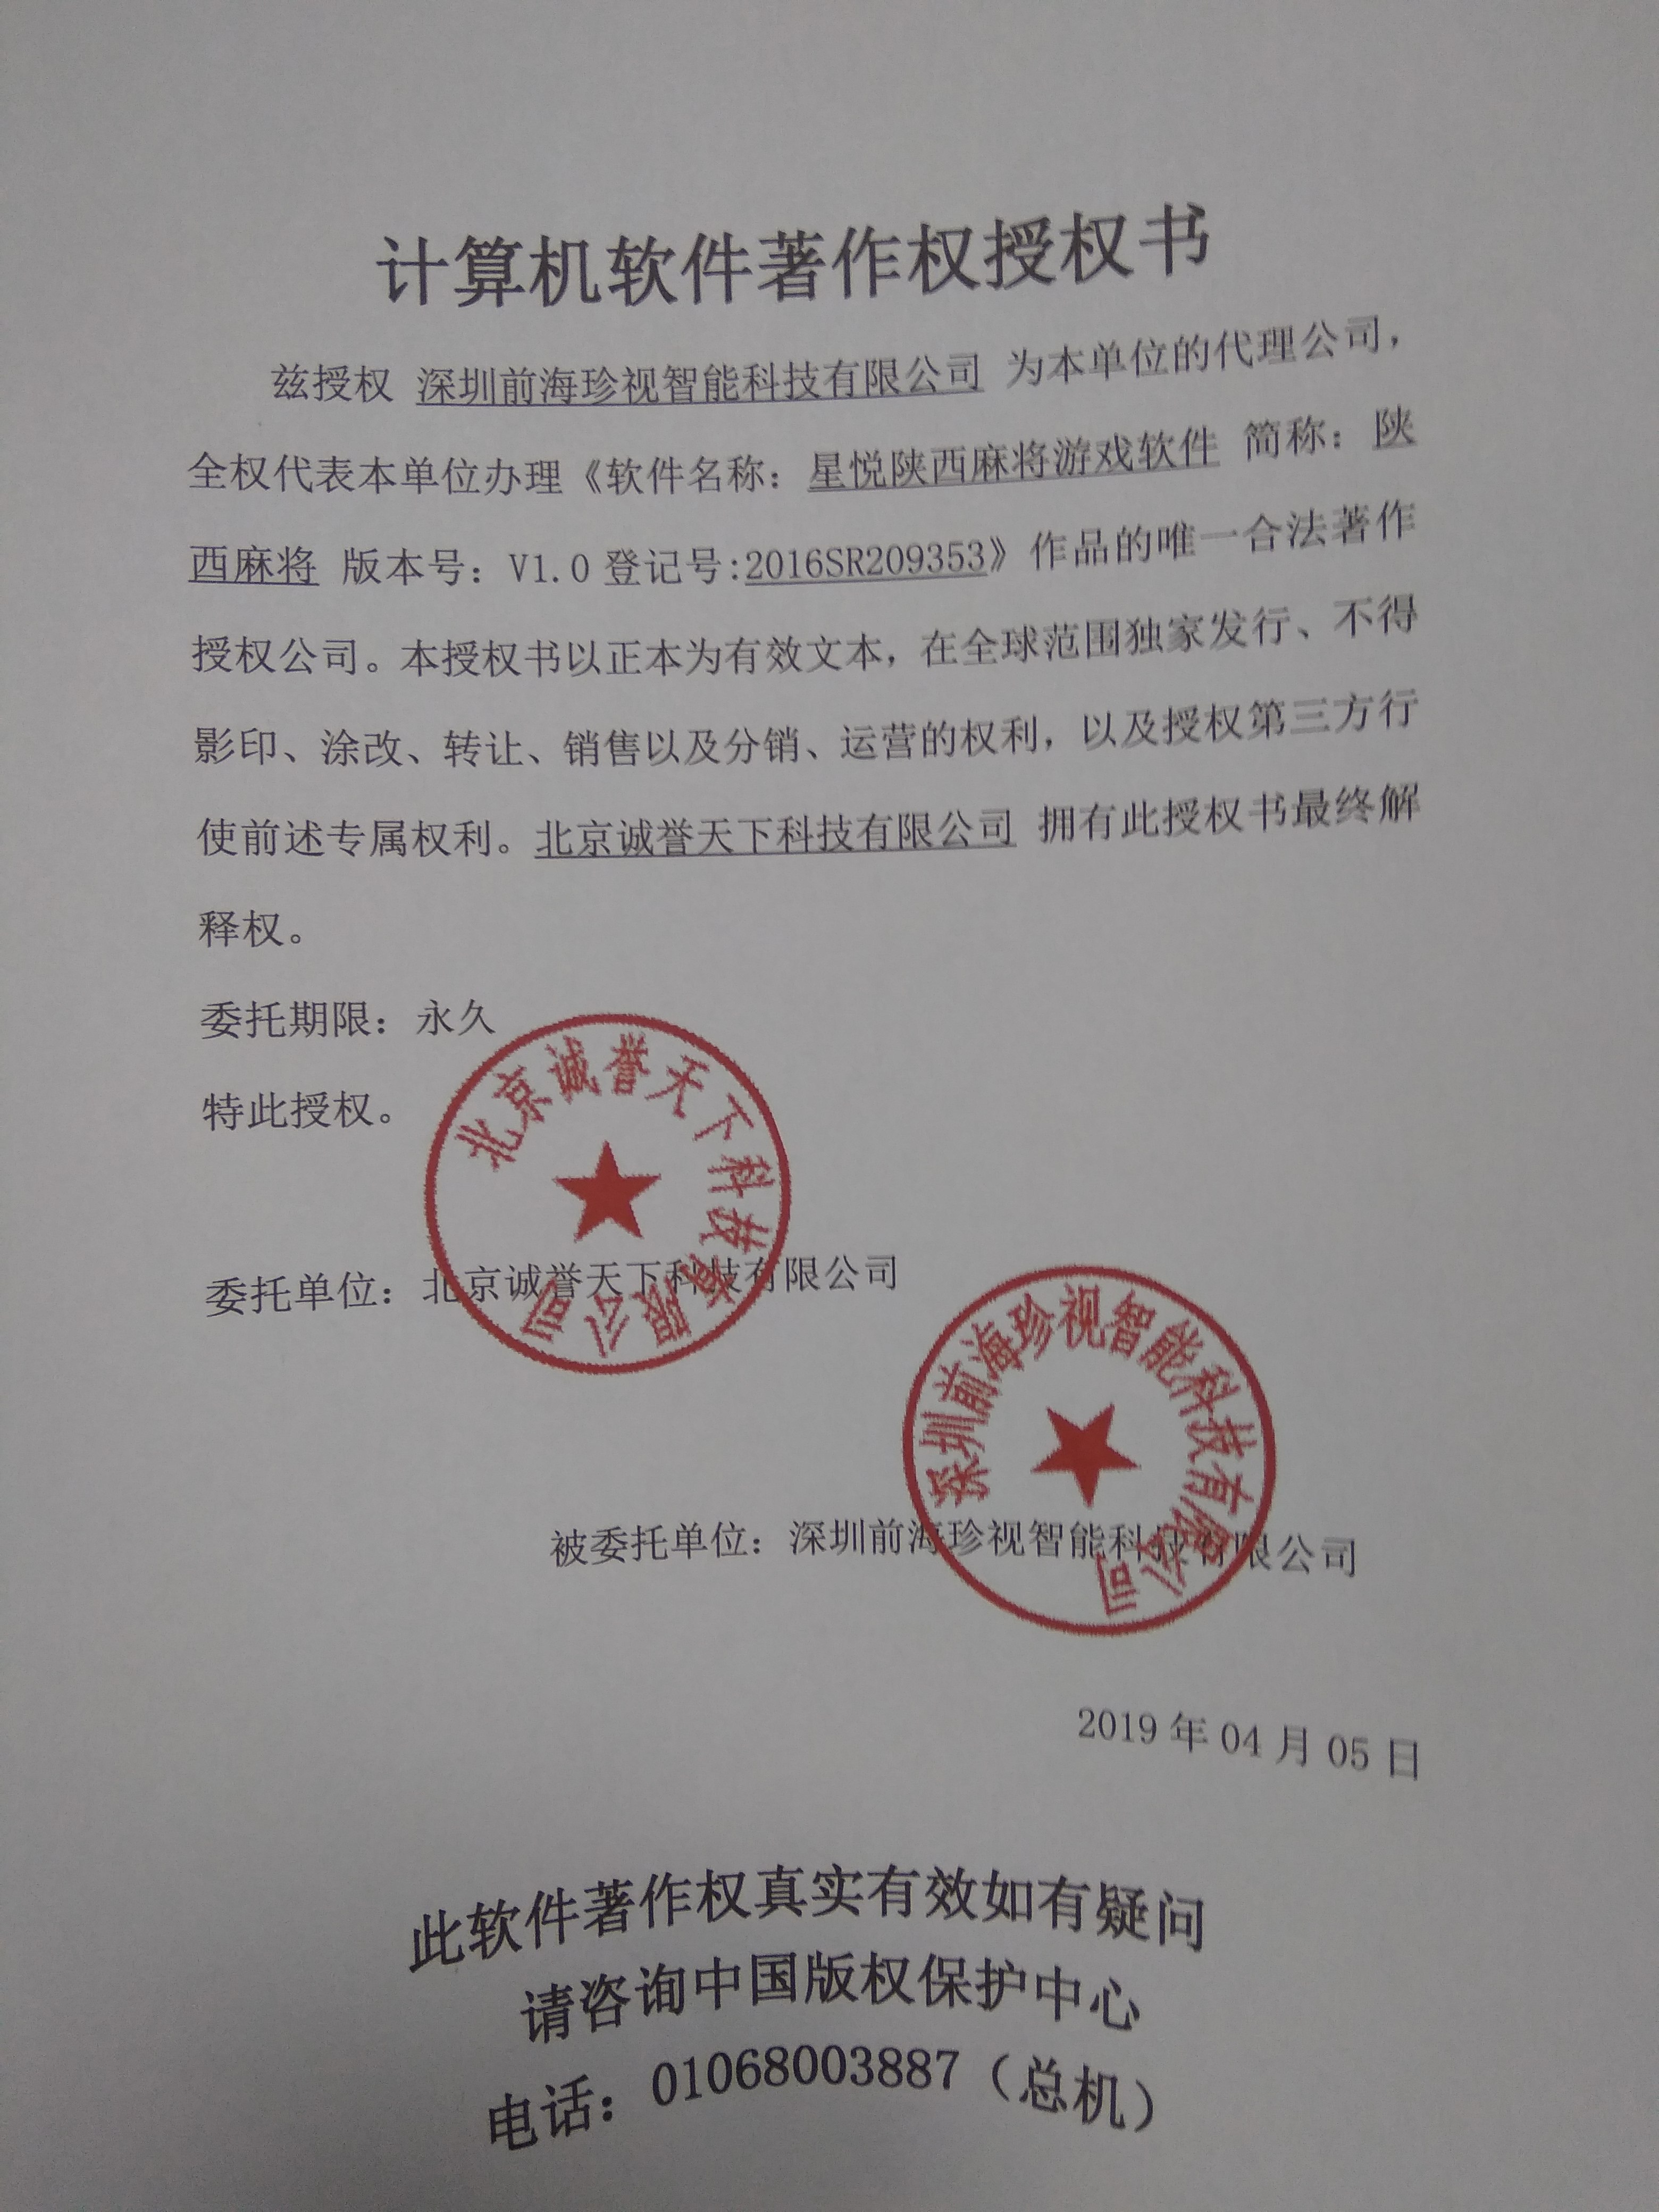 计算机软件著作权授权书
兹授权 深圳前海珍视智能科技有限公司 为本单位的代理公司，
全权代表本单位办理《软件名称：星悦陕西麻将游戏软件 简称：陕
西麻将 版本号：V1.0 登记号:2016SR209353》作品的唯一合法著作
授权公司。本授权书以正本为有效文本，在全球范围独家发行、不得
影印、涂改、转让、销售以及分销、运营的权利，以及授权第三方行
使前述专属权利。北京诚誉天下科技有限公司 拥有此授权书最终解
释权。
委托期限：永久
特此授权。
北京诚誉天下科技有限公司
委托单位：北京诚誉天下科技有限公司
深圳前海珍视智能科技有限公司
被委托单位：深圳前海珍视智能科技有限公司
2019 年 04 月 05 日
此软件著作权真实有效如有疑问
请咨询中国版权保护中心
电话：01068003887（总机）